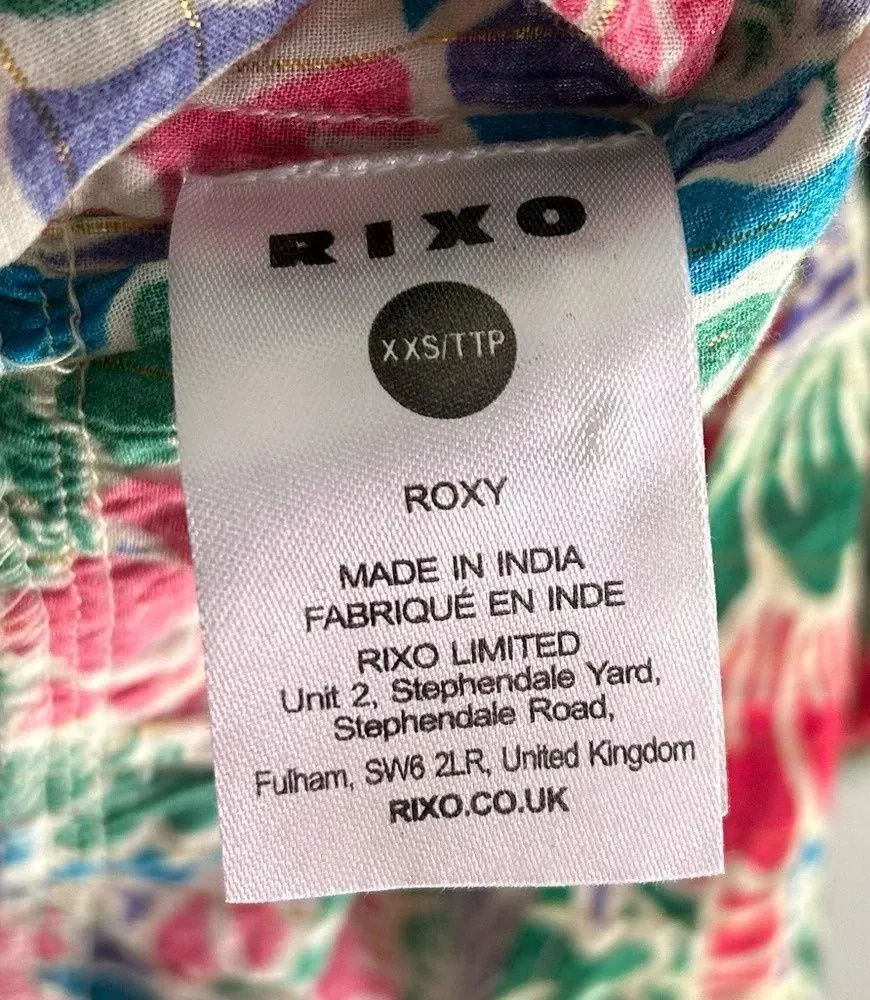 RIXO
XXS/TTP
ROXY
MADE IN INDIA
FABRIQUÉ EN INDE
RIXO LIMITED
Unit 2, Stephendale Yard,
Stephendale Road,
Fulham, SW6 2LR, United Kingdom
RIXO.CO.UK